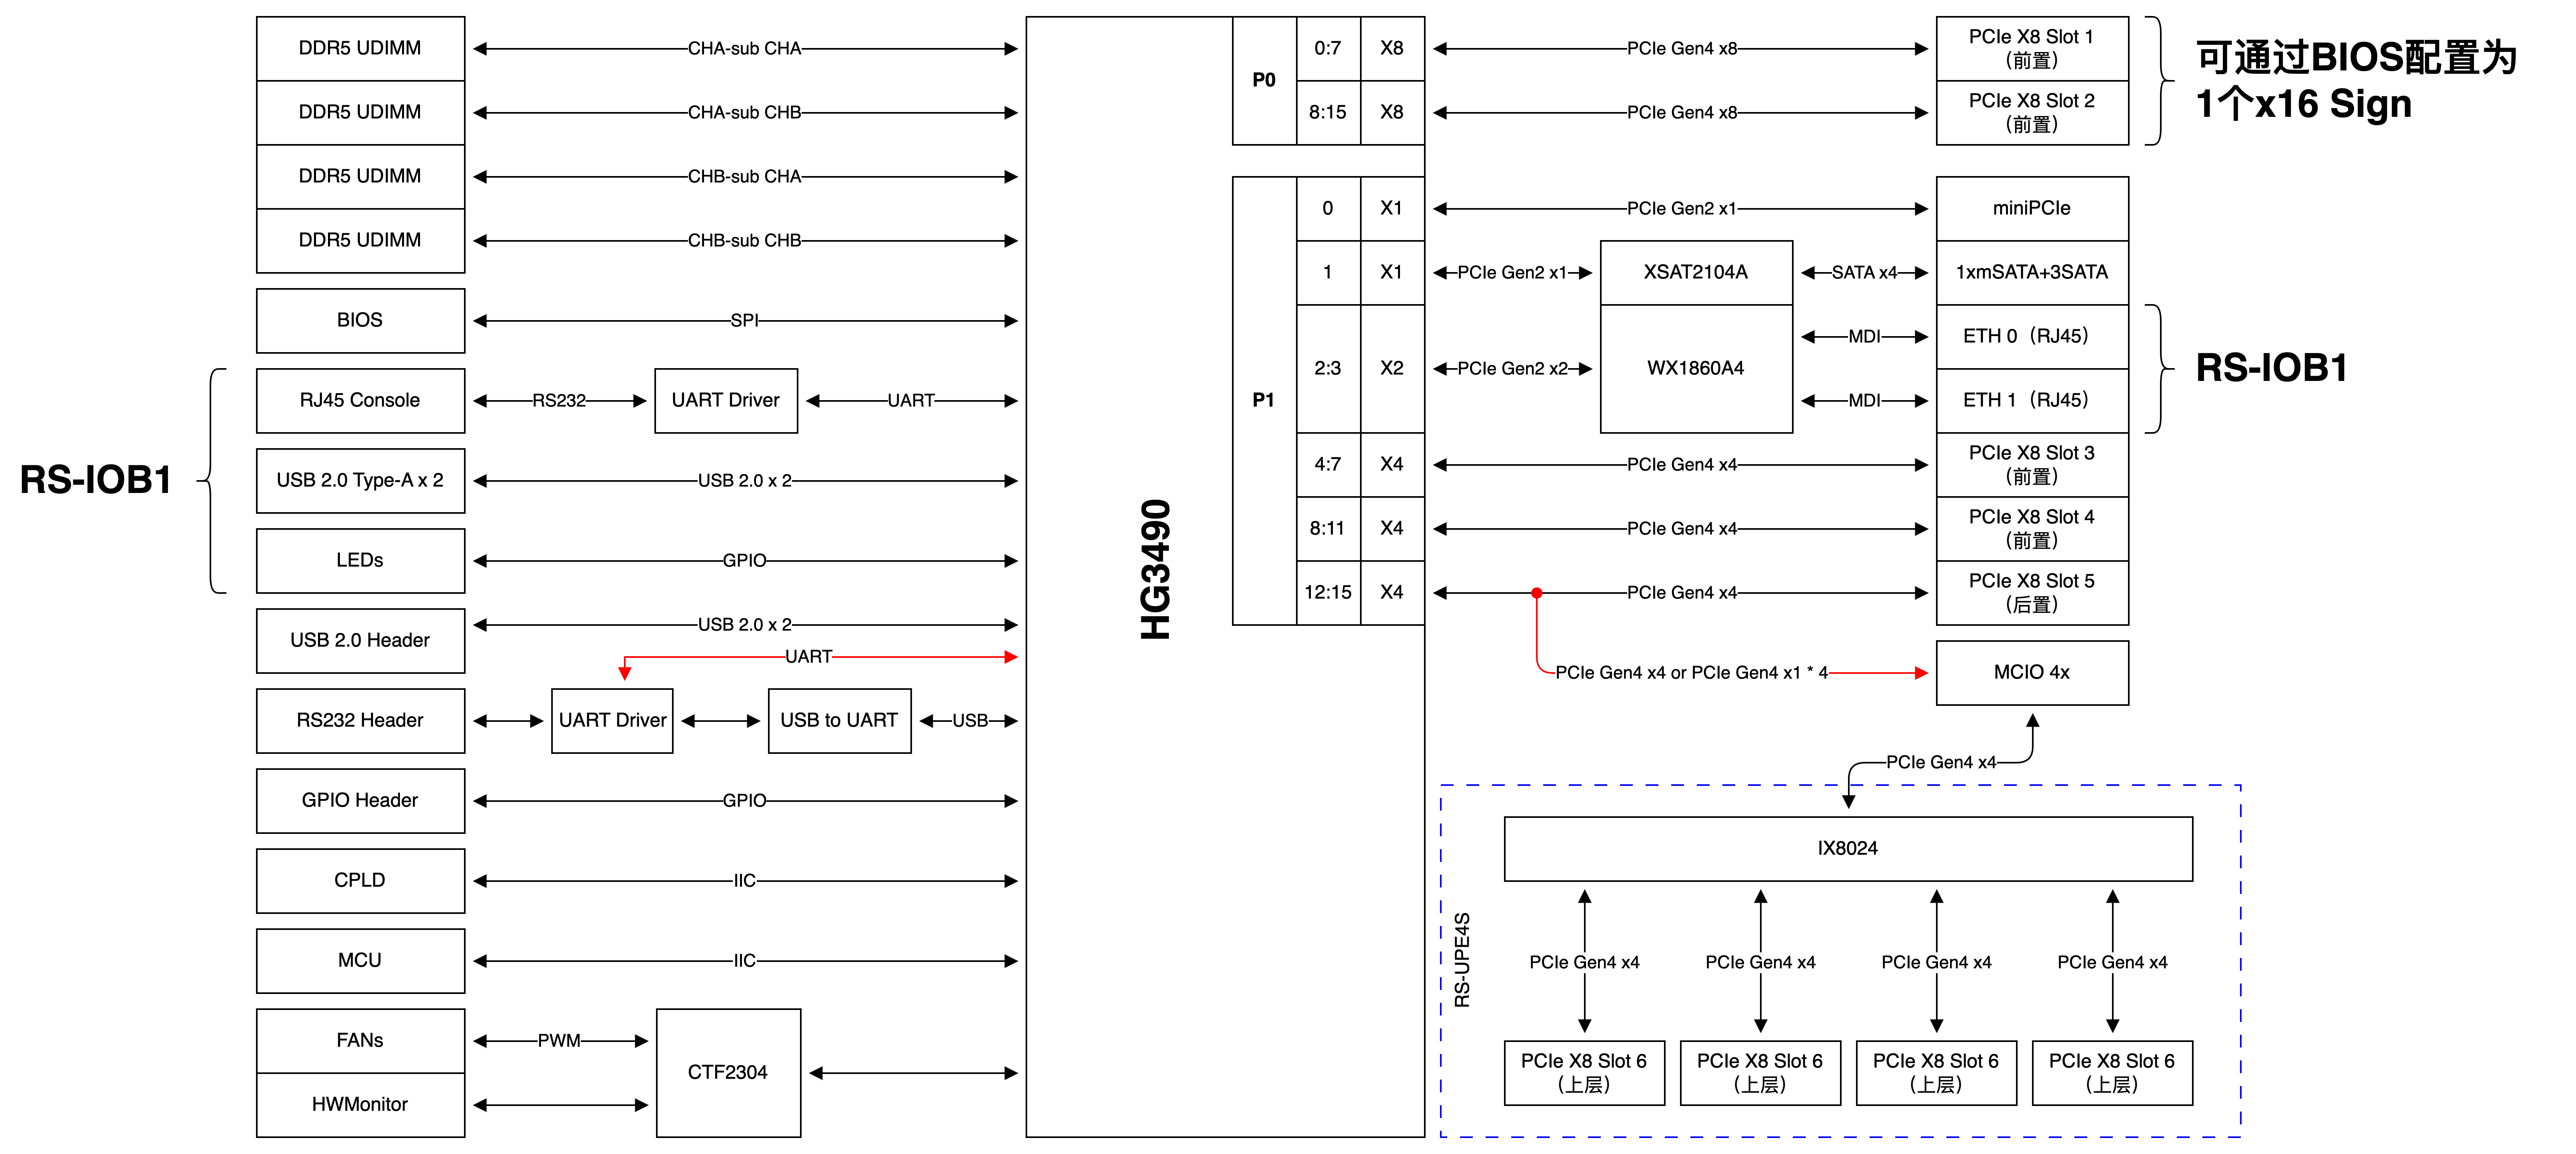 DDR5 UDIMM
CHA-sub CHA
DDR5 UDIMM
CHA-sub CHB
DDR5 UDIMM
CHB-sub CHA
DDR5 UDIMM
CHB-sub CHB
BIOS
SPI
RS-IOB1
RJ45 Console
RS232
UART Driver
UART
USB 2.0 Type-A x 2
USB 2.0 x 2
LEDs
GPIO
USB 2.0 Header
USB 2.0 x 2
UART
RS232 Header
UART Driver
USB to UART
USB
GPIO Header
GPIO
CPLD
IIC
MCU
IIC
FANs
PWM
HWMonitor
CTF2304
HG3490
P0
0:7
X8
PCIe Gen4 x8
PCIe X8 Slot 1
(前置)
8:15
X8
PCIe Gen4 x8
PCIe X8 Slot 2
(前置)
可通过BIOS配置为
1个x16 Sign
P1
0
X1
PCIe Gen2 x1
miniPCIe
1
X1
PCIe Gen2 x1
XSAT2104A
SATA x4
1xmSATA+3SATA
2:3
X2
PCIe Gen2 x2
WX1860A4
MDI
ETH 0（RJ45）
MDI
ETH 1（RJ45）
RS-IOB1
4:7
X4
PCIe Gen4 x4
PCIe X8 Slot 3
(前置)
8:11
X4
PCIe Gen4 x4
PCIe X8 Slot 4
(前置)
12:15
X4
PCIe Gen4 x4
PCIe X8 Slot 5
(后置)
PCIe Gen4 x4 or PCIe Gen4 x1 * 4
MCIO 4x
PCIe Gen4 x4
RS-UPE4S
IX8024
PCIe Gen4 x4
PCIe Gen4 x4
PCIe Gen4 x4
PCIe Gen4 x4
PCIe X8 Slot 6
(上层)
PCIe X8 Slot 6
(上层)
PCIe X8 Slot 6
(上层)
PCIe X8 Slot 6
(上层)